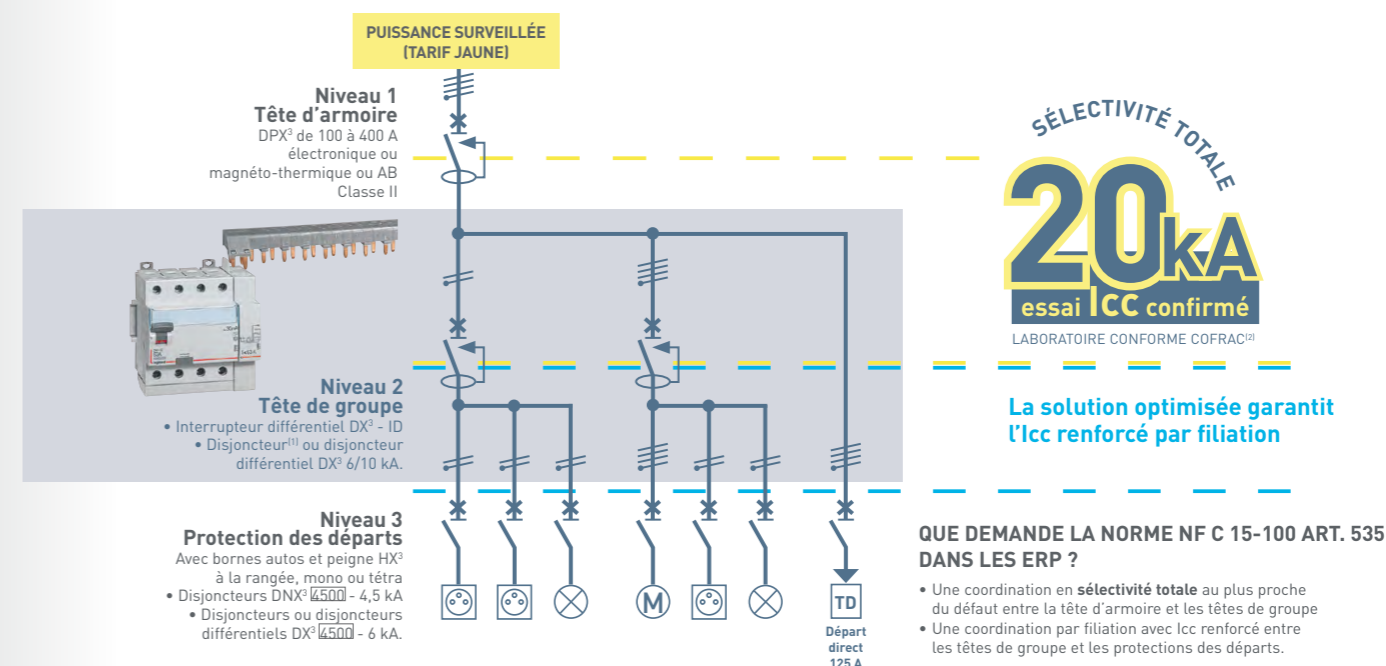 PUISSANCE SURVEILLÉE
(TARIF JAUNE)
Niveau 1
Tête d'armoire
DPX³ de 100 à 400 A
électronique ou
magnéto-thermique ou AB
Classe II
SÉLECTIVITÉ TOTALE
20kA
essai Icc confirmé
LABORATOIRE CONFORME COFRAC(2)
Niveau 2
Tête de groupe
• Interrupteur différentiel DX³ - ID
• Disjoncteur(1) ou disjoncteur
différentiel DX³ 6/10 kA.
La solution optimisée garantit
l'Icc renforcé par filiation
Niveau 3
Protection des départs
Avec bornes autos et peigne HX³
à la rangée, mono ou tétra
• Disjoncteurs DNX³ 4500 - 4,5 kA
• Disjoncteurs ou disjoncteurs
différentiels DX³ 4500 - 6 kA.
M
TD
Départ
direct
125 A
QUE DEMANDE LA NORME NF C 15-100 ART. 535
DANS LES ERP ?
• Une coordination en sélectivité totale au plus proche
du défaut entre la tête d'armoire et les têtes de groupe
• Une coordination par filiation avec Icc renforcé entre
les têtes de groupe et les protections des départs.